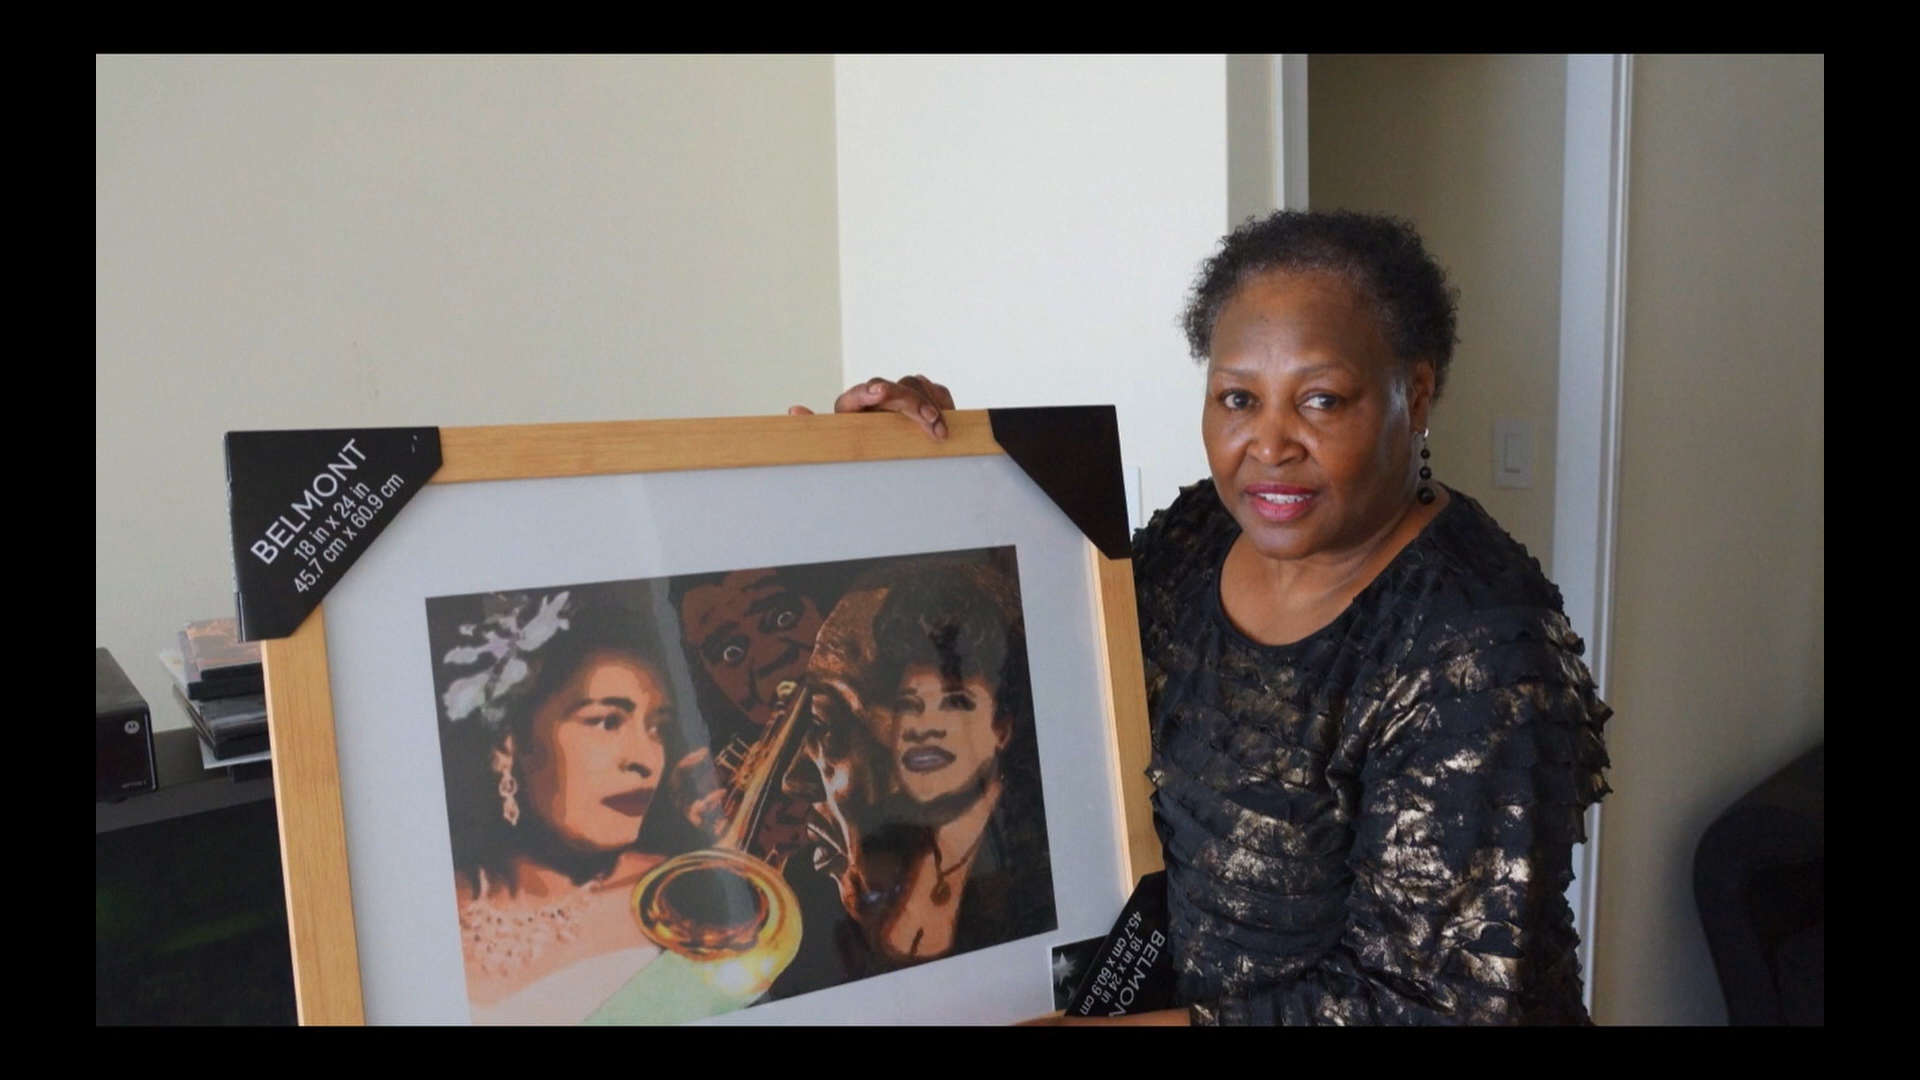 BELMONT
18 in x 24 in
45.7 cm x 60.9 cm
BELMON
18 in x 24 in
45.7 cm x 60.9 cm